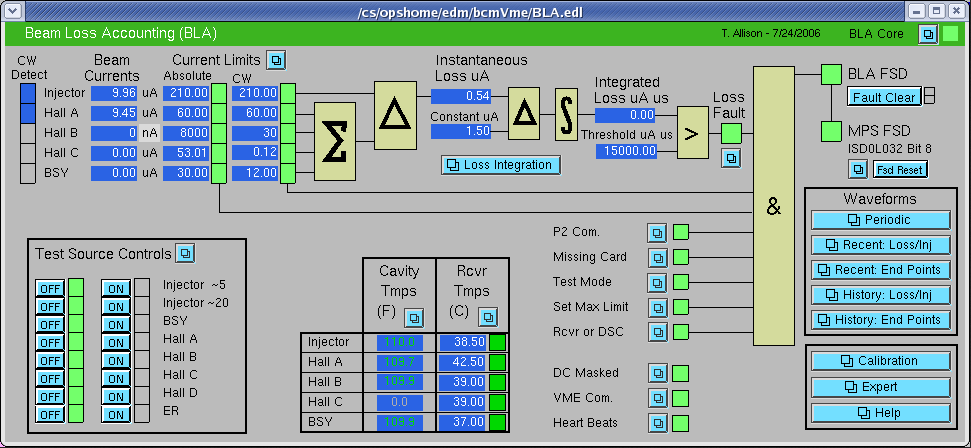 /cs/opshome/edm/bcmVme/BLA.edl
Beam Loss Accounting (BLA)
T. Allison - 7/24/2006
BLA Core
CW Detect
Beam Currents
Current Limits
Absolute
CW
Injector 9.96 uA 210.00 210.00
Hall A 9.45 uA 60.00 60.00
Hall B 0 nA 8000 30
Hall C 0.00 uA 53.01 0.12
BSY 0.00 uA 30.00 12.00
Σ
Δ
Instantaneous
Loss uA
0.54
Constant uA
1.50
Δ
∫
Loss Integration
Integrated
Loss uA us
0.00
Threshold uA us
15000.00
>
Loss
Fault
&
BLA FSD
Fault Clear
MPS FSD
ISD0L032 Bit 8
Fsd Reset
Waveforms
Periodic
Recent: Loss/Inj
Recent: End Points
History: Loss/Inj
History: End Points
Calibration
Expert
Help
P2 Com.
Missing Card
Test Mode
Set Max Limit
Rcvr or DSC
DC Masked
VME Com.
Heart Beats
Test Source Controls
OFF ON Injector ~5
OFF ON Injector ~20
OFF ON BSY
OFF ON Hall A
OFF ON Hall B
OFF ON Hall C
OFF ON Hall D
OFF ON ER
Cavity Tmps (F)
Rcvr Tmps (C)
Injector 110.0 38.50
Hall A 109.7 42.50
Hall B 109.9 39.00
Hall C 0.0 39.00
BSY 109.9 37.00